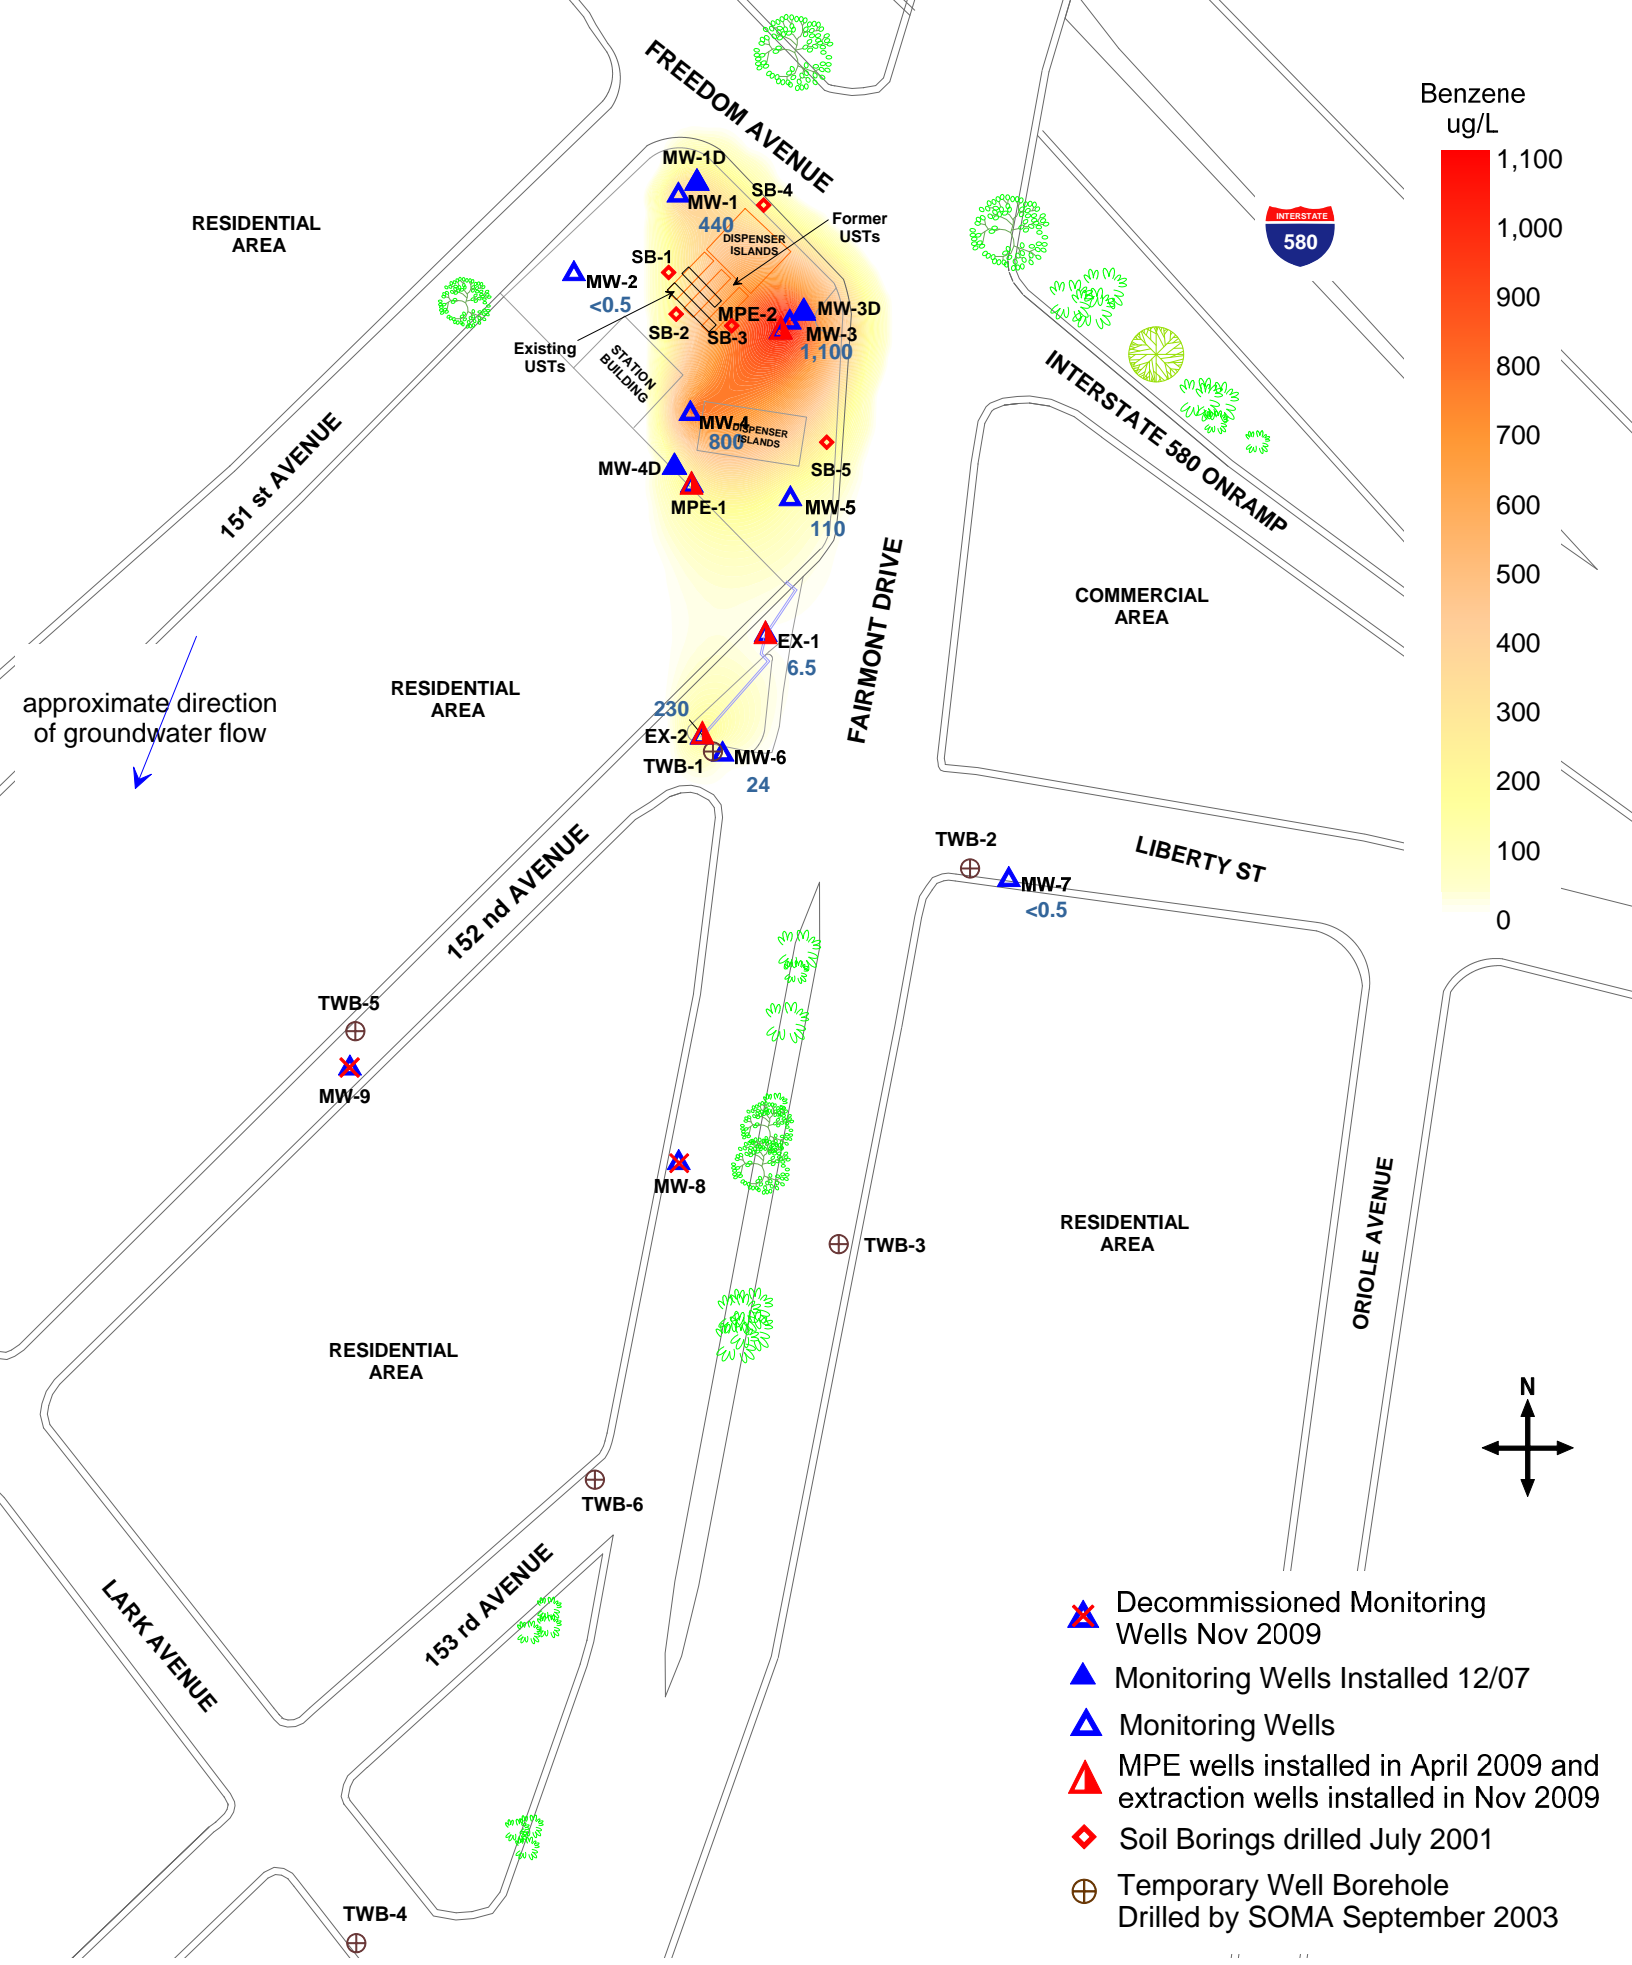 FREEDOM AVENUE
Benzene
ug/L
1,100
1,000
900
800
700
600
500
400
300
200
100
0
MW-1D
MW-1
440
SB-4
DISPENSER
ISLANDS
Former
USTs
RESIDENTIAL
AREA
INTERSTATE
580
SB-1
MW-2
<0.5
SB-2
MPE-2
SB-3
MW-3D
MW-3
1,100
Existing
USTs
STATION
BUILDING
MW-4
800
DISPENSER
ISLANDS
MW-4D
MPE-1
SB-5
MW-5
110
INTERSTATE 580 ONRAMP
151 st AVENUE
FAIRMONT DRIVE
COMMERCIAL
AREA
EX-1
6.5
RESIDENTIAL
AREA
approximate direction
of groundwater flow
230
EX-2
TWB-1
MW-6
24
TWB-2
MW-7
<0.5
LIBERTY ST
152 nd AVENUE
TWB-5
MW-9
MW-8
TWB-3
RESIDENTIAL
AREA
ORIOLE AVENUE
RESIDENTIAL
AREA
N
TWB-6
153 rd AVENUE
LARK AVENUE
TWB-4
Decommissioned Monitoring
Wells Nov 2009
Monitoring Wells Installed 12/07
Monitoring Wells
MPE wells installed in April 2009 and
extraction wells installed in Nov 2009
Soil Borings drilled July 2001
Temporary Well Borehole
Drilled by SOMA September 2003